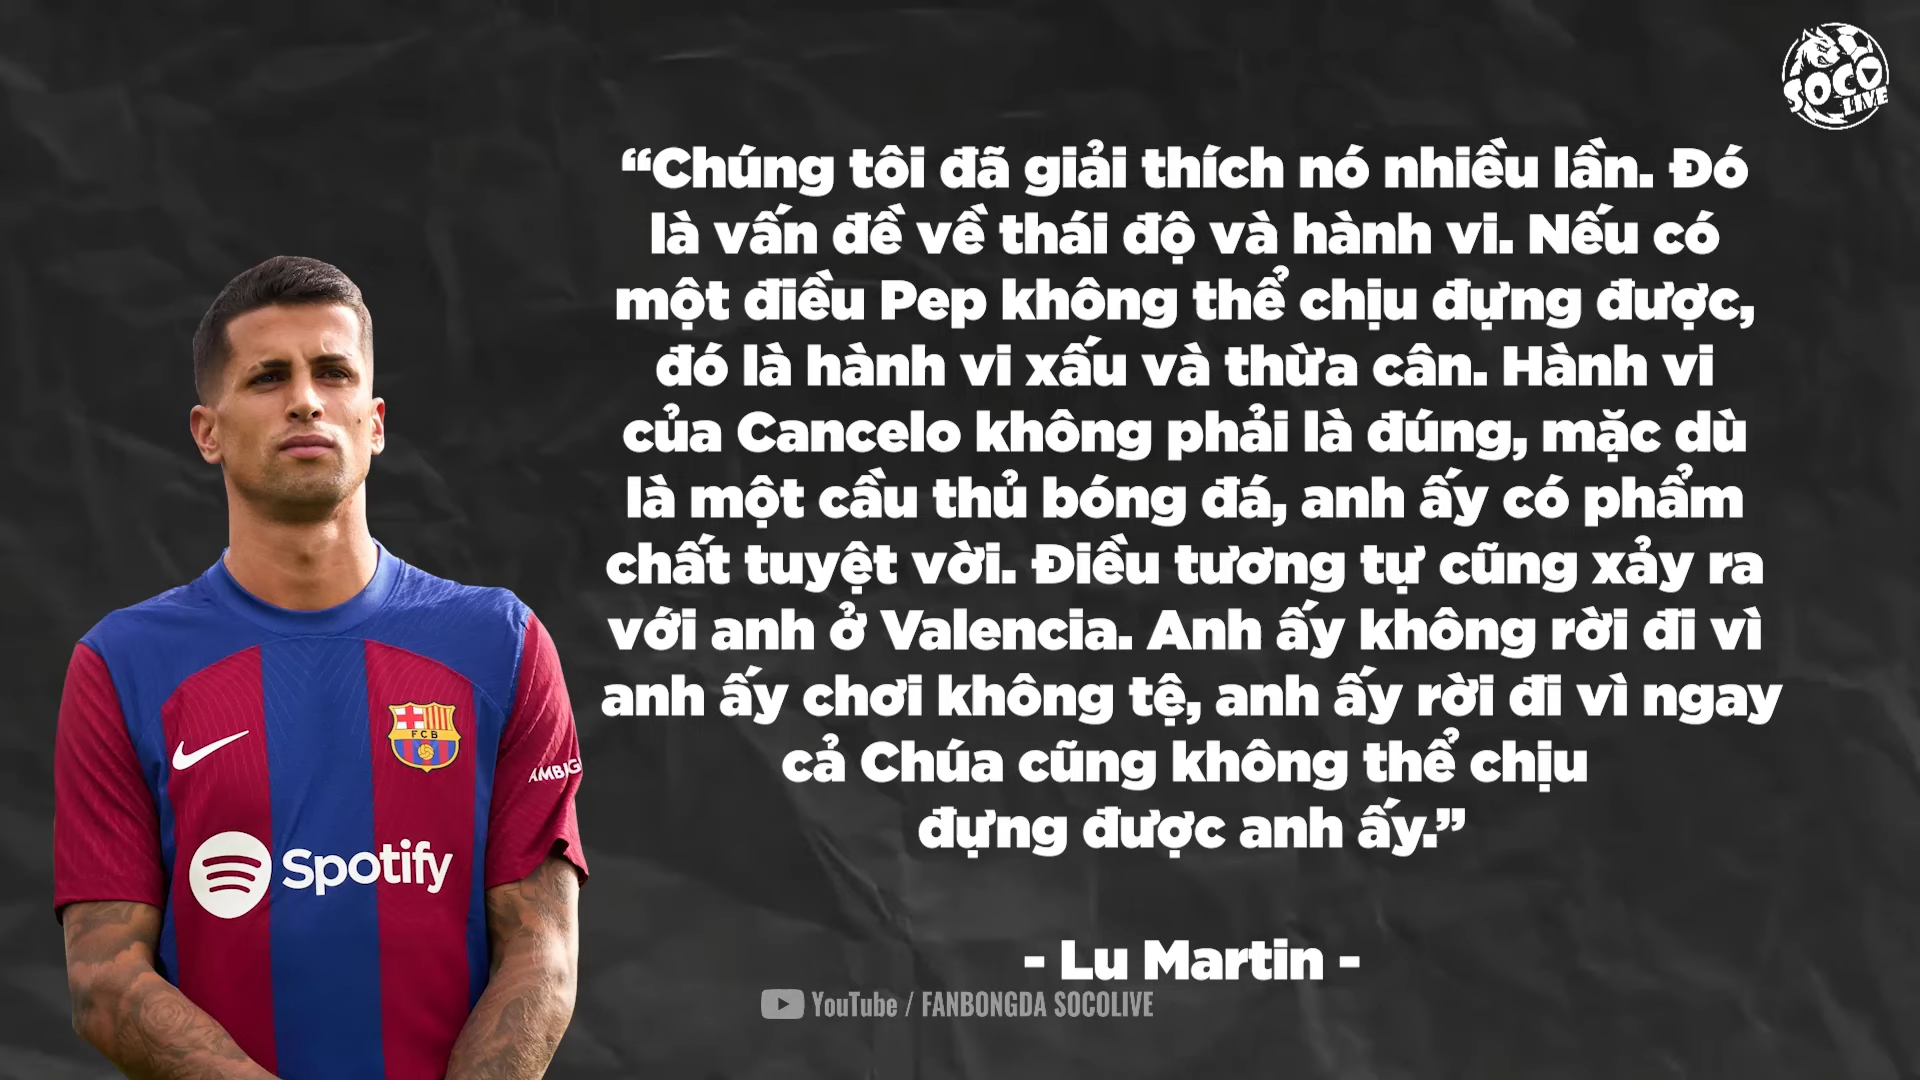 SOCO
LIVE
“Chúng tôi đã giải thích nó nhiều lần. Đó
là vấn đề về thái độ và hành vi. Nếu có
một điều Pep không thể chịu đựng được,
đó là hành vi xấu và thừa cân. Hành vi
của Cancelo không phải là đúng, mặc dù
là một cầu thủ bóng đá, anh ấy có phẩm
chất tuyệt vời. Điều tương tự cũng xảy ra
với anh ở Valencia. Anh ấy không rời đi vì
anh ấy chơi không tệ, anh ấy rời đi vì ngay
cả Chúa cũng không thể chịu
đựng được anh ấy.”
- Lu Martin -
YouTube / FANBONGDA SOCOLIVE
FCB
AMBIG
Spotify